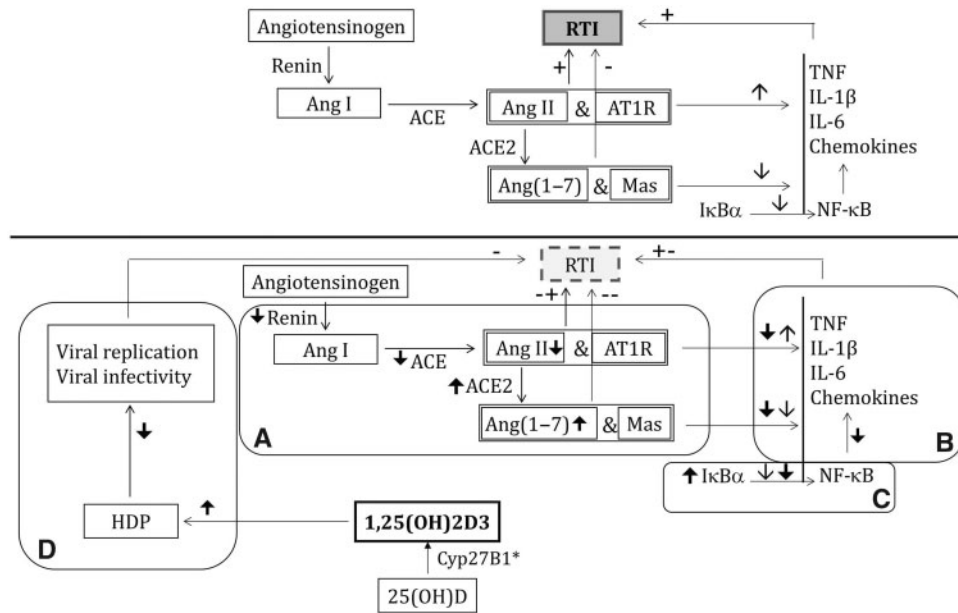 Angiotensinogen
RTI
+
Renin
+
-
TNF
IL-1β
IL-6
Chemokines
Ang I
ACE
Ang II & AT1R
ACE2
Ang(1–7) & Mas
IκBα
NF-κB
-
RTI
+-
Angiotensinogen
-+
--
Renin
Viral replication
Viral infectivity
Ang I
ACE
Ang II & AT1R
TNF
IL-1β
IL-6
Chemokines
ACE2
Ang(1–7) & Mas
A
B
IκBα
NF-κB
C
HDP
D
1,25(OH)2D3
Cyp27B1*
25(OH)D